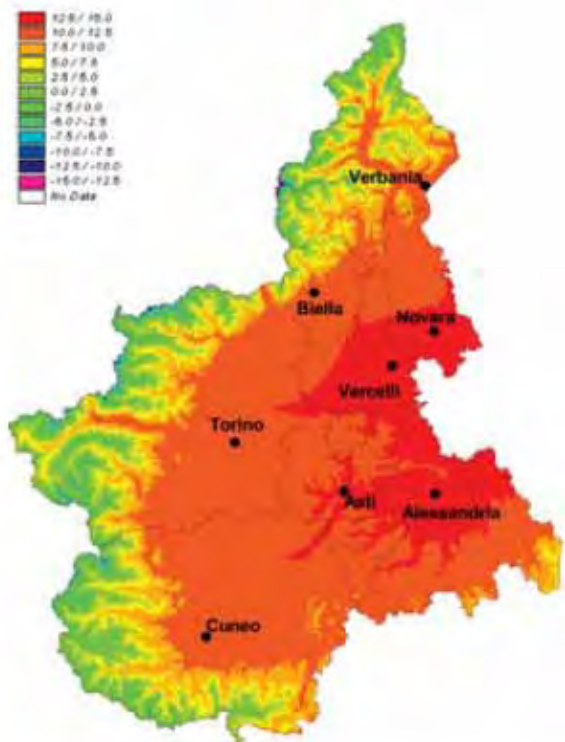 12.5 / 15.0
10.0 / 12.5
7.5 / 10.0
5.0 / 7.5
2.5 / 5.0
0.0 / 2.5
-2.5 / 0.0
-5.0 / -2.5
-7.5 / -5.0
-10.0 / -7.5
-12.5 / -10.0
-15.0 / -12.5
No Data
Verbania
Biella
Novara
Vercelli
Torino
Asti
Alessandria
Cuneo